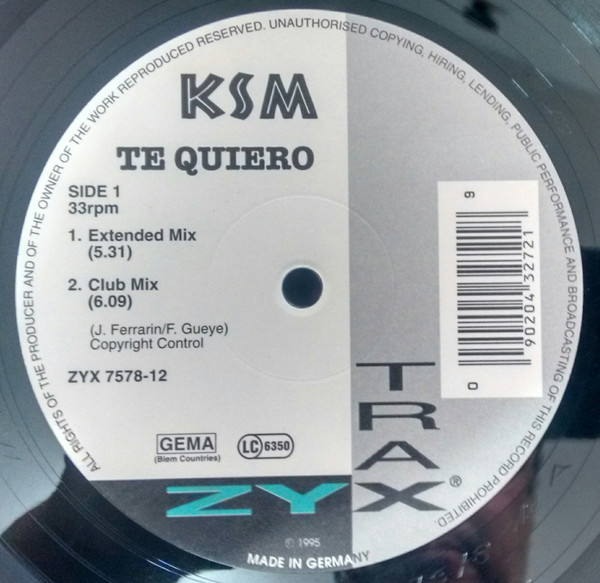 ALL RIGHTS OF THE PRODUCER AND OF THE OWNER OF THE WORK REPRODUCED RESERVED. UNAUTHORISED COPYING, HIRING, LENDING, PUBLIC PERFORMANCE AND BROADCASTING OF THIS RECORD PROHIBITED.
KSM
TE QUIERO
SIDE 1
33rpm
1. Extended Mix
(5.31)
2. Club Mix
(6.09)
(J. Ferrarin/F. Gueye)
Copyright Control
ZYX 7578-12
GEMA
(Biem Countries)
LC 6350
0 90204 32721 9
TRAX®
ZYX
© 1995
MADE IN GERMANY